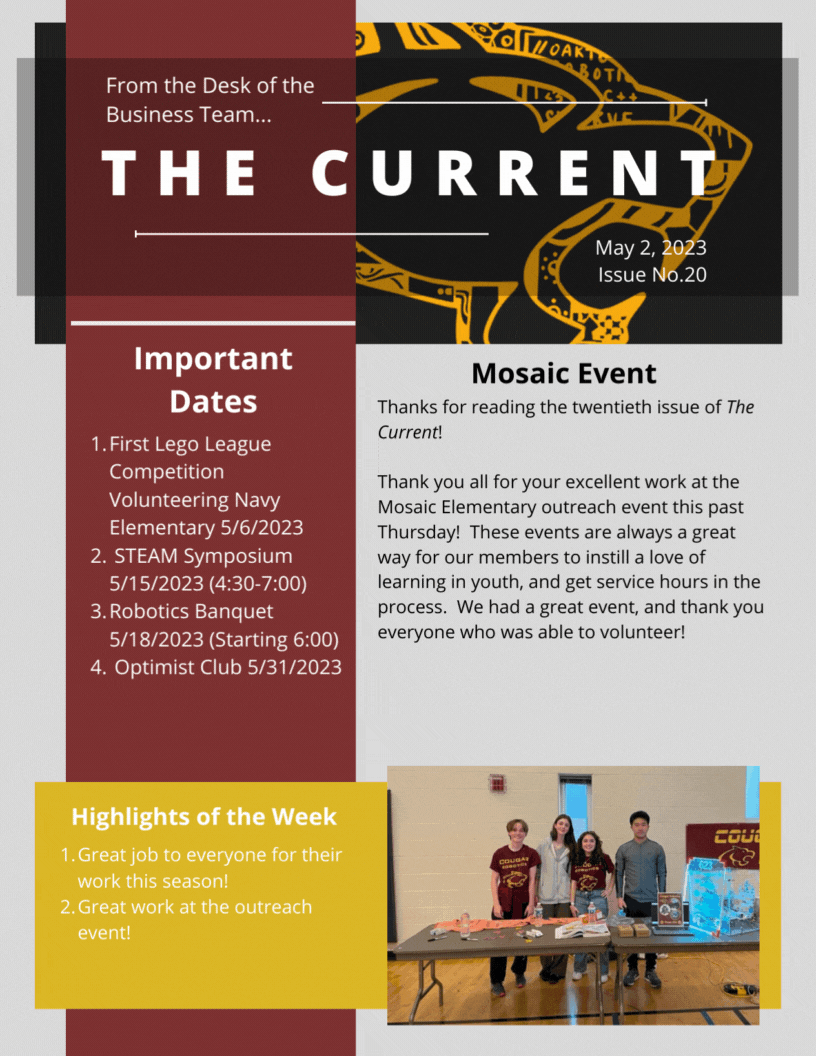 From the Desk of the
Business Team...
THE CURRENT
May 2, 2023
Issue No.20
OAKT
ROBOTI
C++
Important
Dates
1. First Lego League
Competition
Volunteering Navy
Elementary 5/6/2023
2. STEAM Symposium
5/15/2023 (4:30-7:00)
3. Robotics Banquet
5/18/2023 (Starting 6:00)
4. Optimist Club 5/31/2023
Mosaic Event
Thanks for reading the twentieth issue of The
Current!
Thank you all for your excellent work at the
Mosaic Elementary outreach event this past
Thursday! These events are always a great
way for our members to instill a love of
learning in youth, and get service hours in the
process. We had a great event, and thank you
everyone who was able to volunteer!
Highlights of the Week
1. Great job to everyone for their
work this season!
2. Great work at the outreach
event!
COUGAR
ROBOTICS
COUGAR
COUG
623